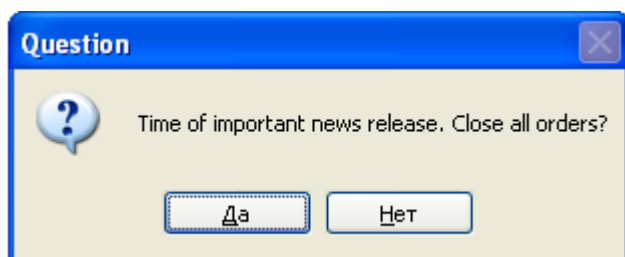 Question
Time of important news release. Close all orders?
Да
Нет